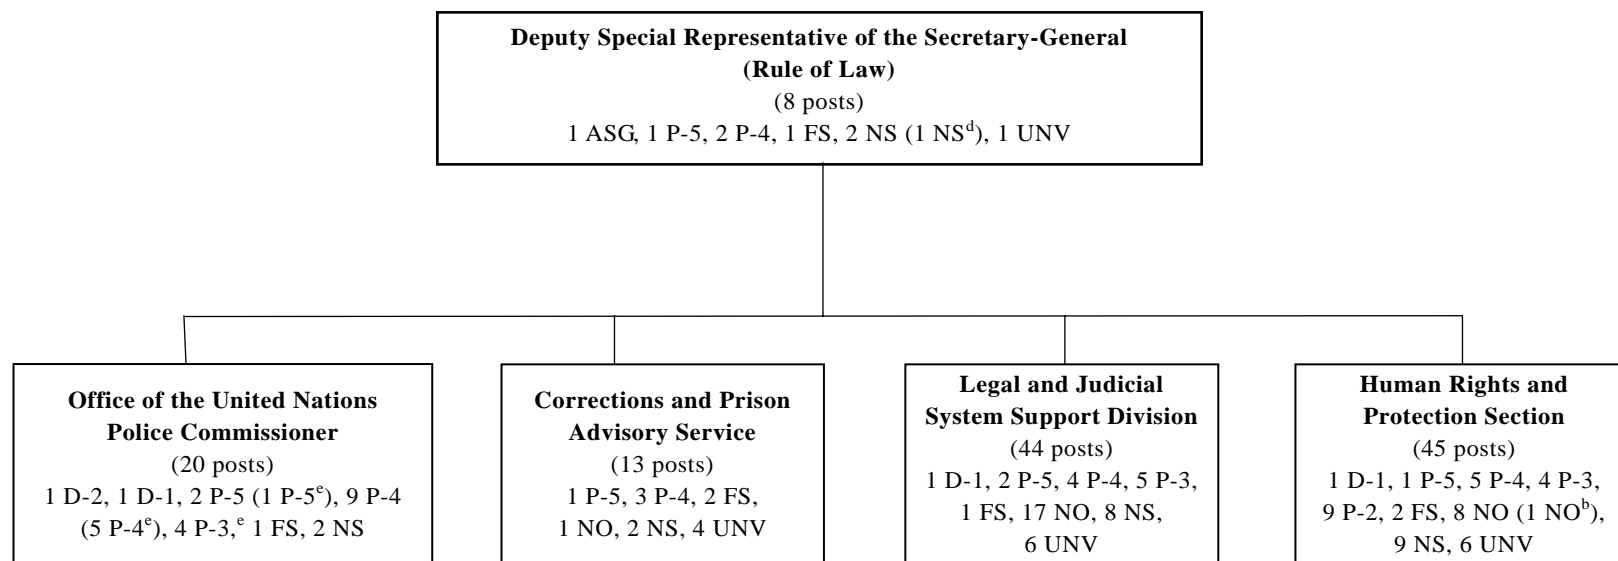 Deputy Special Representative of the Secretary-General
(Rule of Law)
(8 posts)
1 ASG, 1 P-5, 2 P-4, 1 FS, 2 NS (1 NSᵈ), 1 UNV
Office of the United Nations
Police Commissioner
(20 posts)
1 D-2, 1 D-1, 2 P-5 (1 P-5ᵉ), 9 P-4
(5 P-4ᵉ), 4 P-3,ᵉ 1 FS, 2 NS
Corrections and Prison
Advisory Service
(13 posts)
1 P-5, 3 P-4, 2 FS,
1 NO, 2 NS, 4 UNV
Legal and Judicial
System Support Division
(44 posts)
1 D-1, 2 P-5, 4 P-4, 5 P-3,
1 FS, 17 NO, 8 NS,
6 UNV
Human Rights and
Protection Section
(45 posts)
1 D-1, 1 P-5, 5 P-4, 4 P-3,
9 P-2, 2 FS, 8 NO (1 NOᵇ),
9 NS, 6 UNV